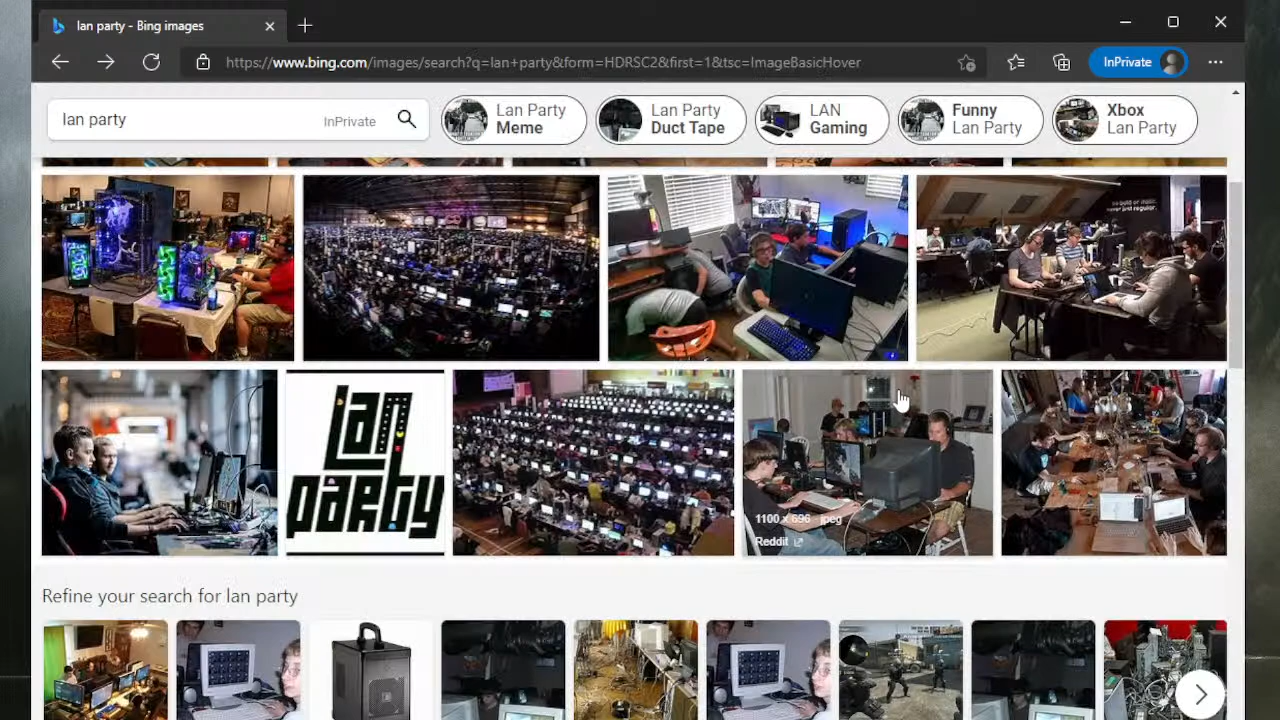 lan party - Bing images
https://www.bing.com/images/search?q=lan+party&form=HDRSC2&first=1&tsc=ImageBasicHover
InPrivate
lan party
InPrivate
Lan Party
Meme
Lan Party
Duct Tape
LAN
Gaming
Funny
Lan Party
Xbox
Lan Party
lan
party
1100 x 696 · jpeg
Reddit
Refine your search for lan party